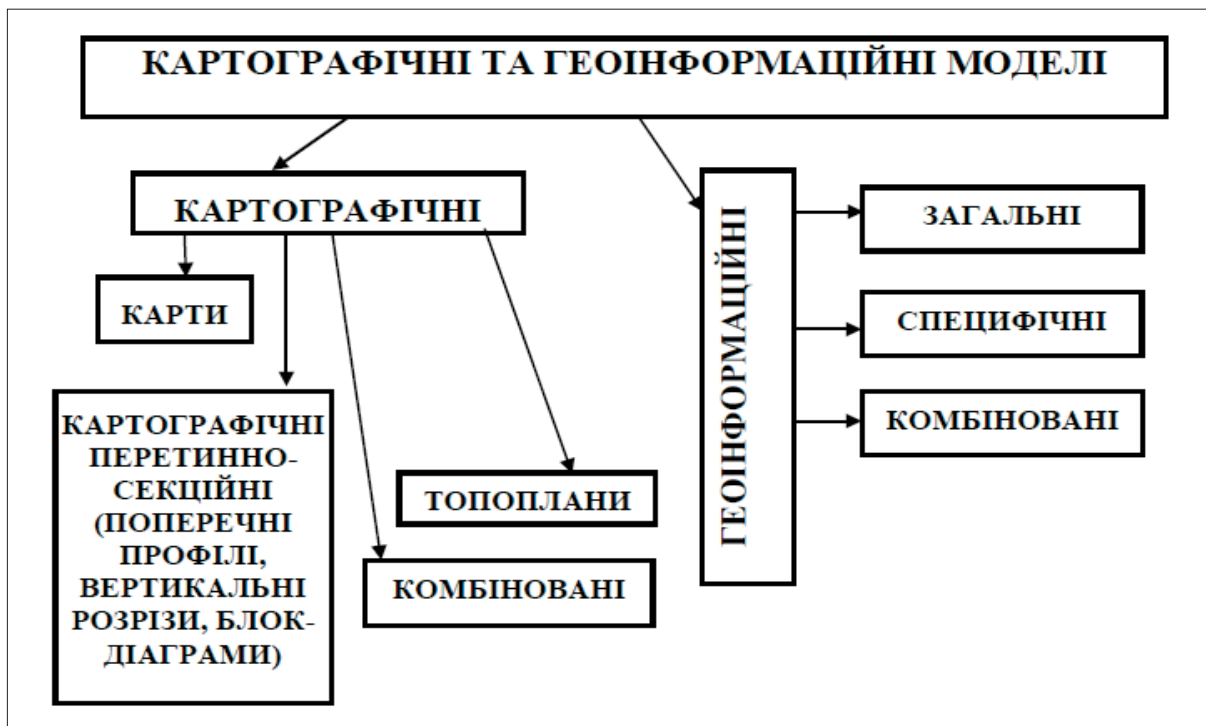 КАРТОГРАФІЧНІ ТА ГЕОІНФОРМАЦІЙНІ МОДЕЛІ
КАРТОГРАФІЧНІ
КАРТИ
КАРТОГРАФІЧНІ
ПЕРЕТИННО-
СЕКЦІЙНІ
(ПОПЕРЕЧНІ
ПРОФІЛІ,
ВЕРТИКАЛЬНІ
РОЗРІЗИ, БЛОК-
ДІАГРАМИ)
КОМБІНОВАНІ
ТОПОПЛАНИ
ГЕОІНФОРМАЦІЙНІ
ЗАГАЛЬНІ
СПЕЦИФІЧНІ
КОМБІНОВАНІ